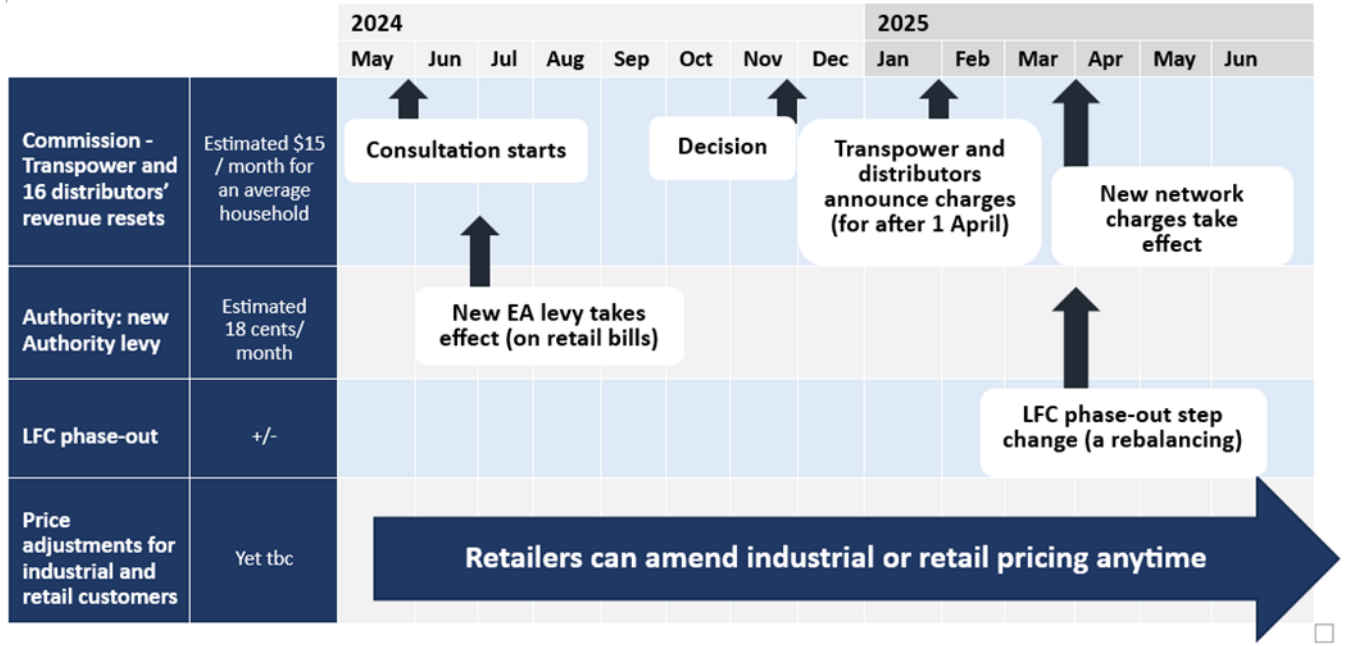 2024
2025
May Jun Jul Aug Sep Oct Nov Dec Jan Feb Mar Apr May Jun
Commission -
Transpower and
16 distributors’
revenue resets
Estimated $15
/ month for
an average
household
Consultation starts
Decision
Transpower and
distributors
announce charges
(for after 1 April)
New network
charges take
effect
Authority: new
Authority levy
Estimated
18 cents/
month
New EA levy takes
effect (on retail bills)
LFC phase-out
+/-
LFC phase-out step
change (a rebalancing)
Price
adjustments for
industrial and
retail customers
Yet tbc
Retailers can amend industrial or retail pricing anytime